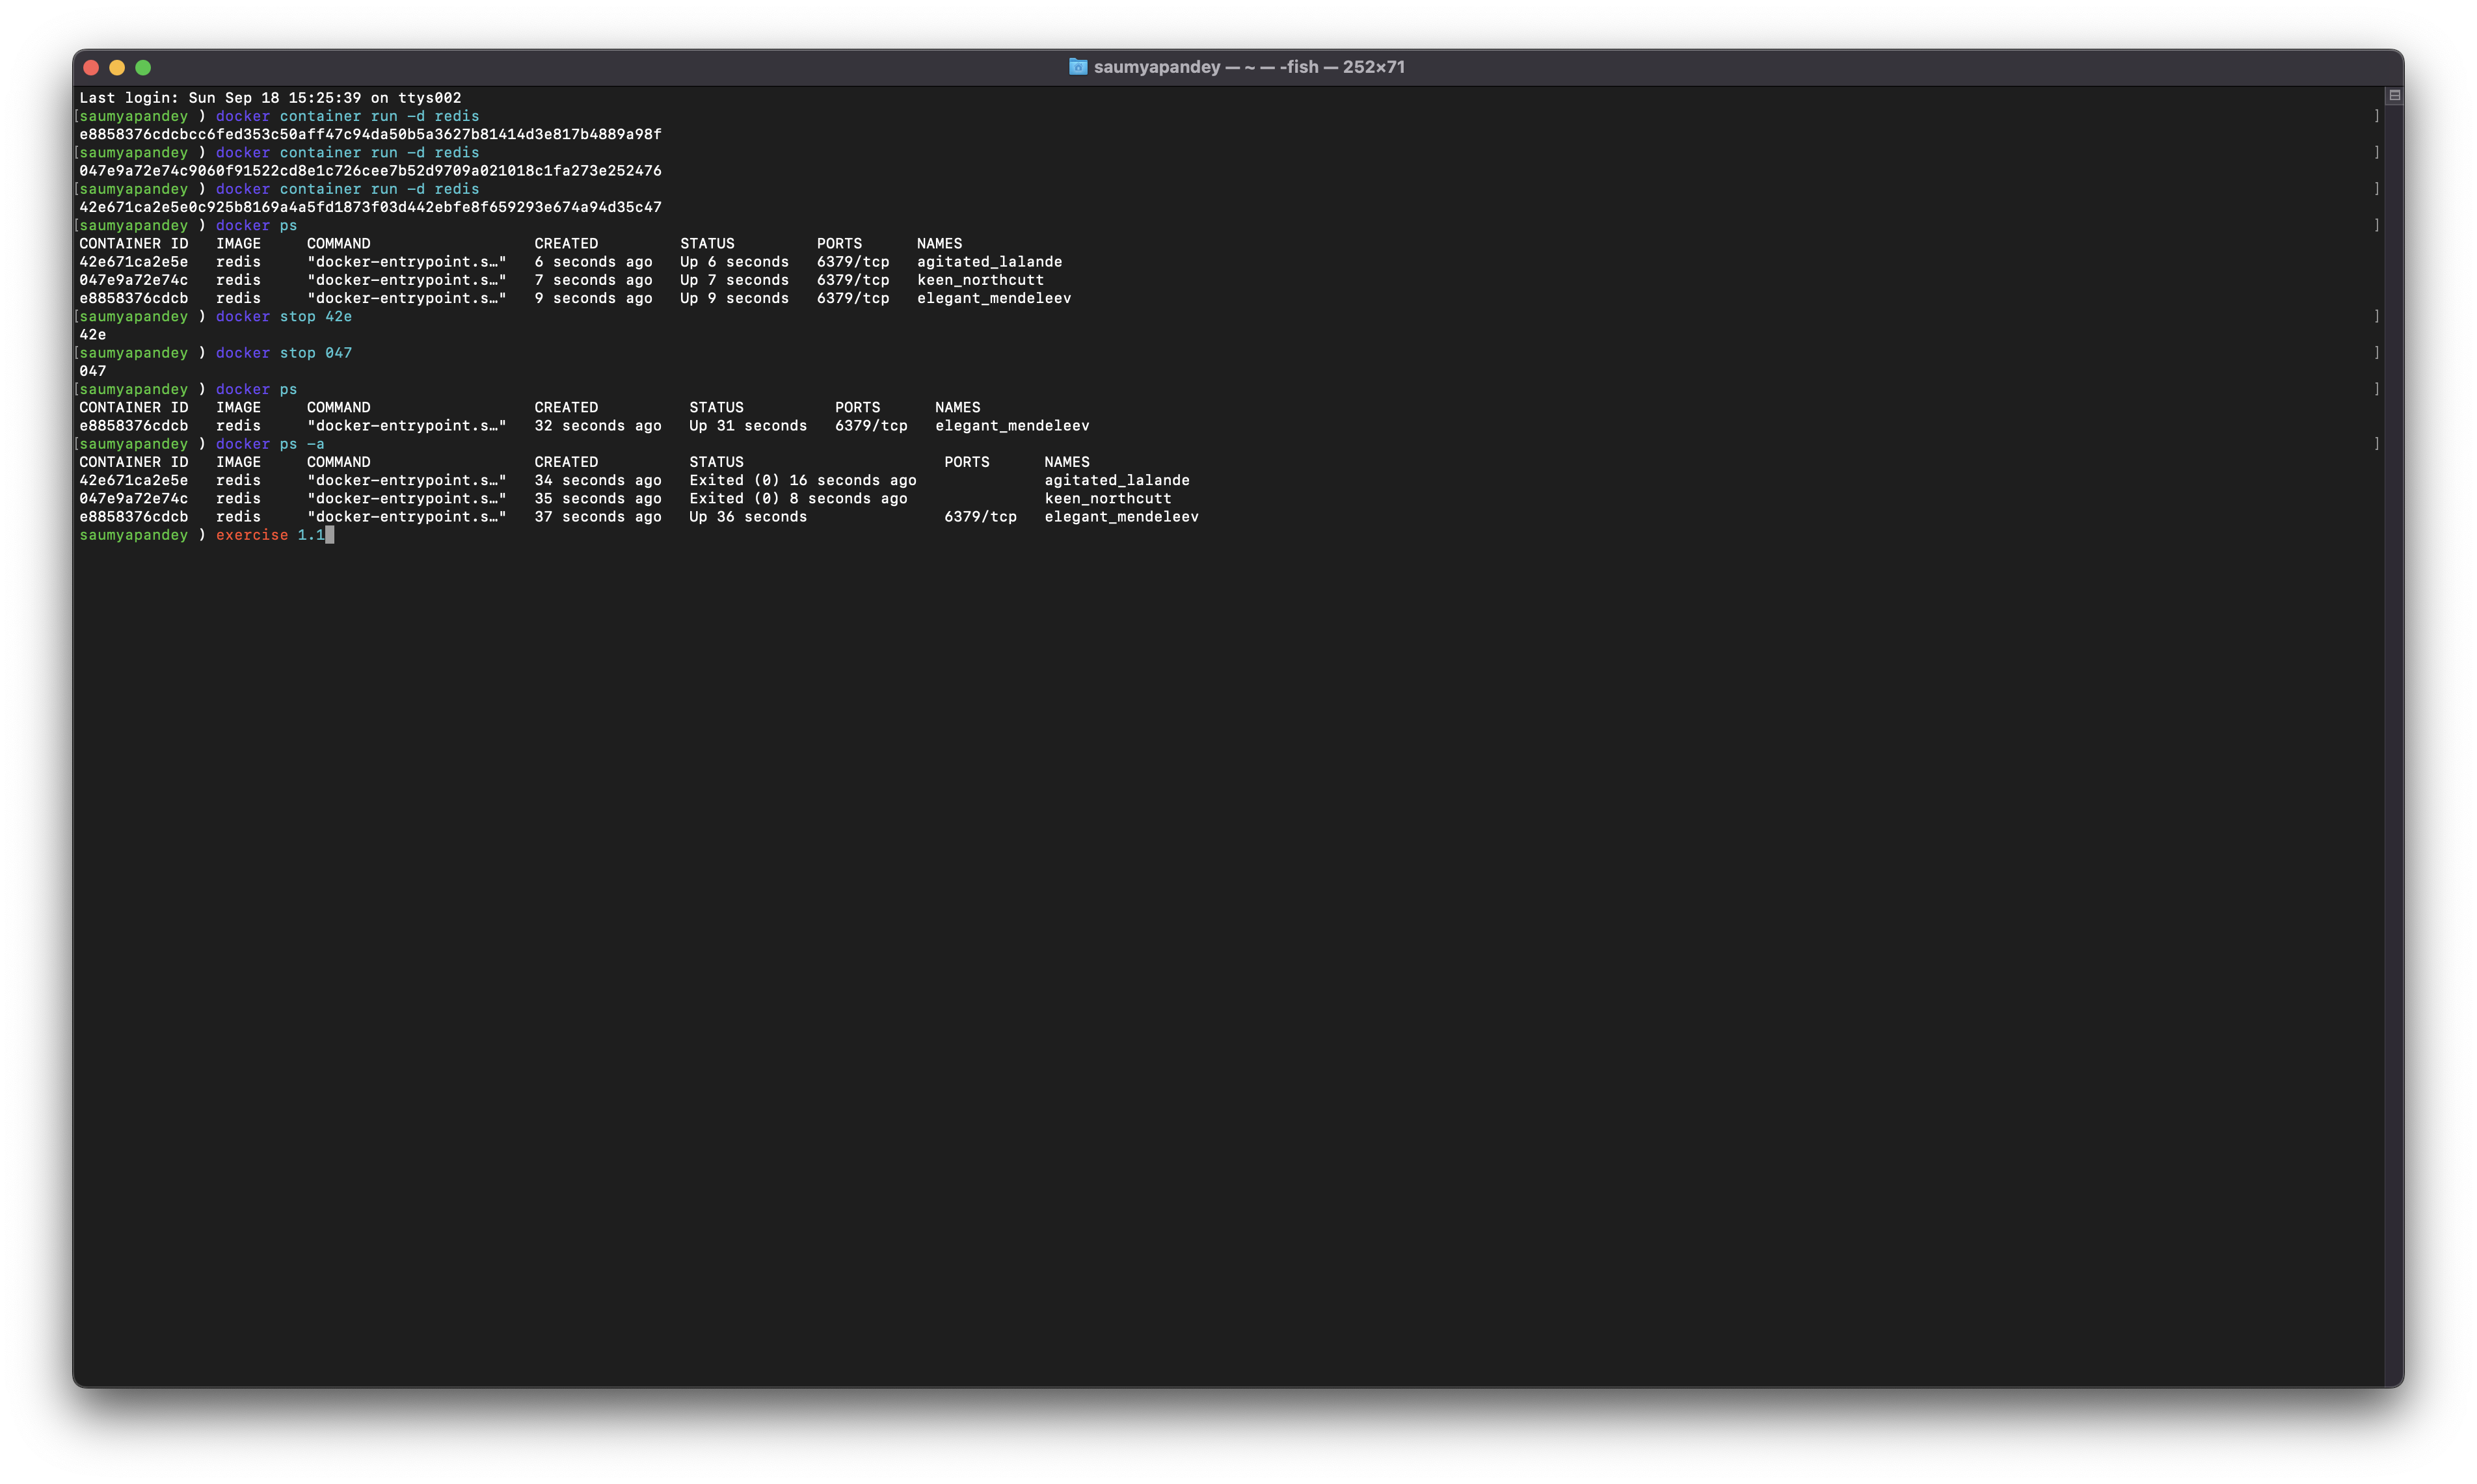 saumyapandey — ~ — -fish — 252×71
Last login: Sun Sep 18 15:25:39 on ttys002
[saumyapandey ) docker container run -d redis ]
e8858376cdcbcc6fed353c50aff47c94da50b5a3627b81414d3e817b4889a98f
[saumyapandey ) docker container run -d redis ]
047e9a72e74c9060f91522cd8e1c726cee7b52d9709a021018c1fa273e252476
[saumyapandey ) docker container run -d redis ]
42e671ca2e5e0c925b8169a4a5fd1873f03d442ebfe8f659293e674a94d35c47
[saumyapandey ) docker ps ]
CONTAINER ID   IMAGE     COMMAND                  CREATED         STATUS         PORTS      NAMES
42e671ca2e5e   redis     "docker-entrypoint.s…"   6 seconds ago   Up 6 seconds   6379/tcp   agitated_lalande
047e9a72e74c   redis     "docker-entrypoint.s…"   7 seconds ago   Up 7 seconds   6379/tcp   keen_northcutt
e8858376cdcb   redis     "docker-entrypoint.s…"   9 seconds ago   Up 9 seconds   6379/tcp   elegant_mendeleev
[saumyapandey ) docker stop 42e ]
42e
[saumyapandey ) docker stop 047 ]
047
[saumyapandey ) docker ps ]
CONTAINER ID   IMAGE     COMMAND                  CREATED          STATUS          PORTS      NAMES
e8858376cdcb   redis     "docker-entrypoint.s…"   32 seconds ago   Up 31 seconds   6379/tcp   elegant_mendeleev
[saumyapandey ) docker ps -a ]
CONTAINER ID   IMAGE     COMMAND                  CREATED          STATUS                      PORTS      NAMES
42e671ca2e5e   redis     "docker-entrypoint.s…"   34 seconds ago   Exited (0) 16 seconds ago              agitated_lalande
047e9a72e74c   redis     "docker-entrypoint.s…"   35 seconds ago   Exited (0) 8 seconds ago               keen_northcutt
e8858376cdcb   redis     "docker-entrypoint.s…"   37 seconds ago   Up 36 seconds               6379/tcp   elegant_mendeleev
saumyapandey ) exercise 1.1